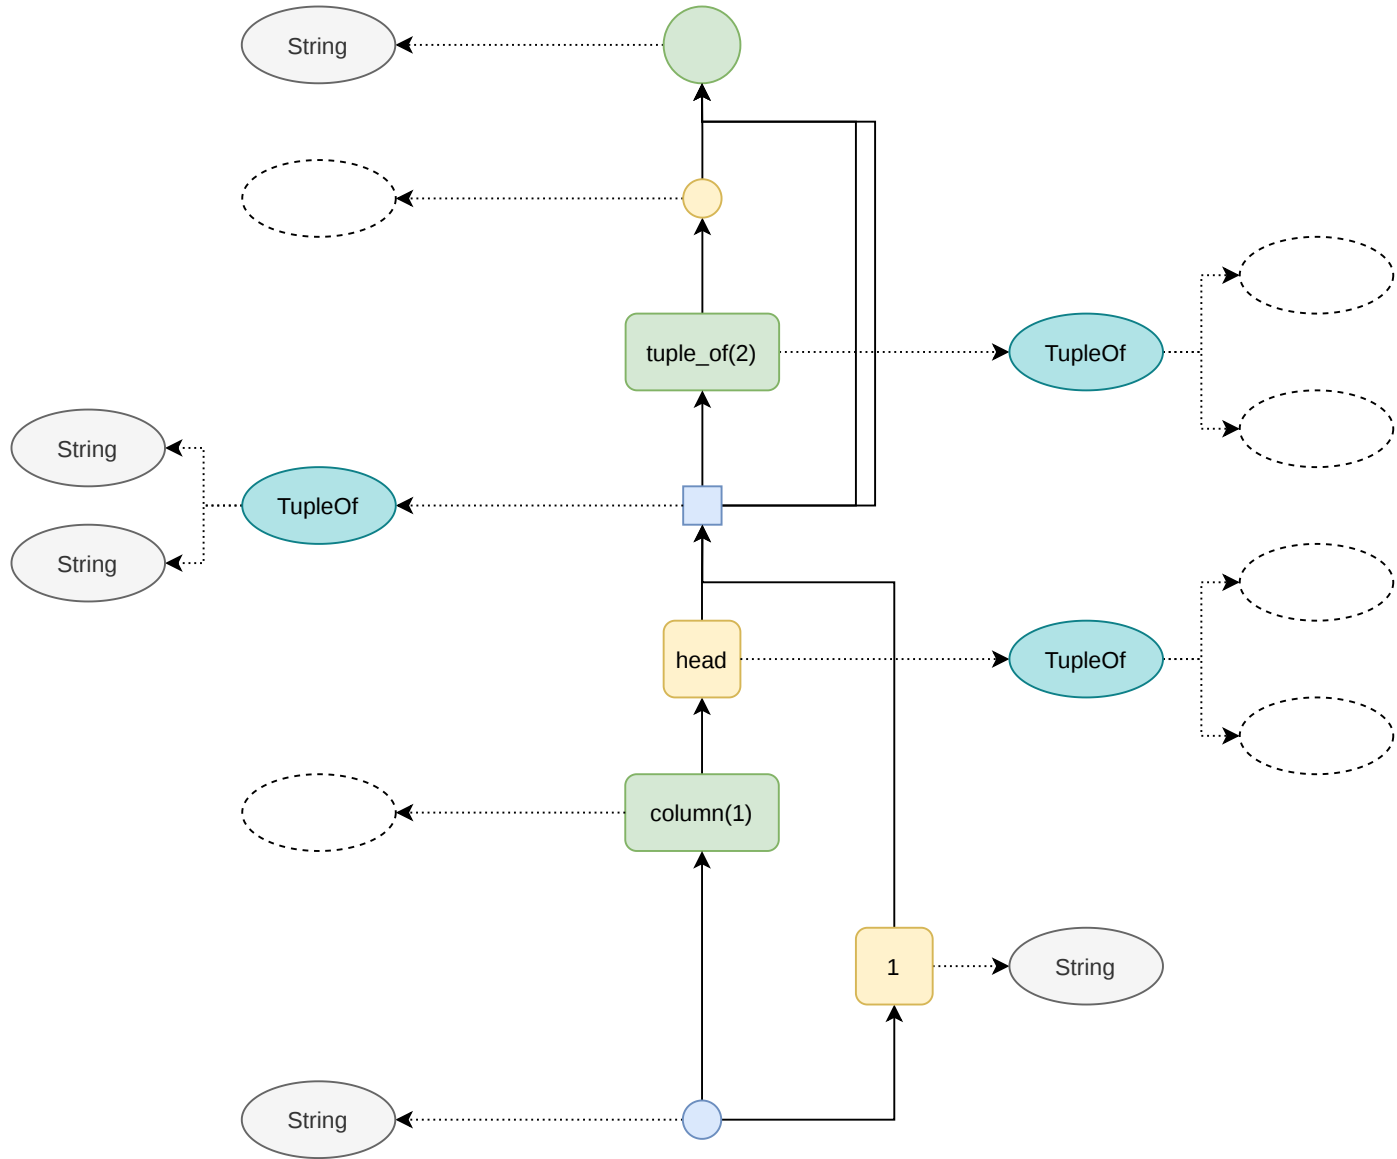 String
tuple_of(2)
TupleOf
String
TupleOf
String
head
TupleOf
column(1)
1
String
String